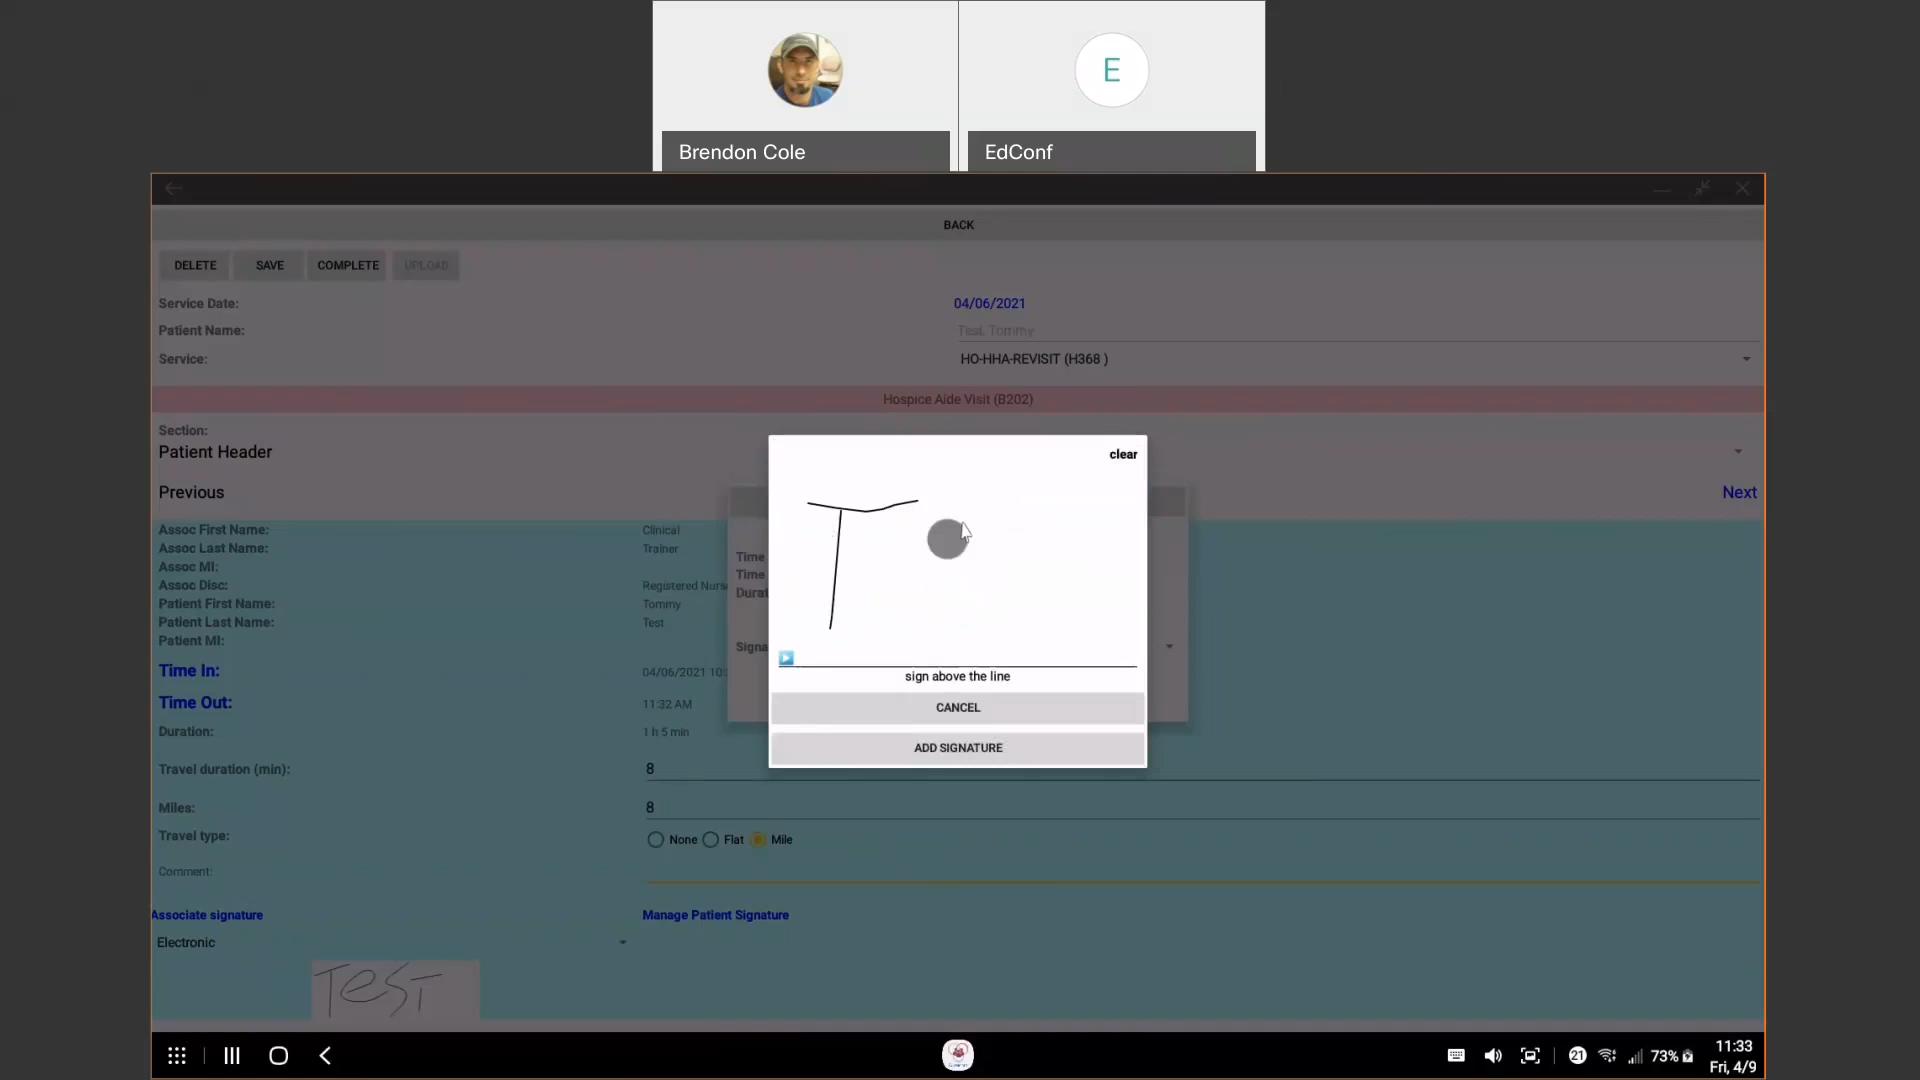 E
Brendon Cole
EdConf
BACK
DELETE SAVE COMPLETE UPLOAD
Service Date: 04/06/2021
Patient Name: Test, Tommy
Service: HO-HHA-REVISIT (H368 )
Hospice Aide Visit (B202)
Section:
Patient Header
Previous Next
clear
T
sign above the line
CANCEL
ADD SIGNATURE
Assoc First Name: Clinical
Assoc Last Name: Trainer
Assoc MI:
Assoc Disc: Registered
Patient First Name: Tommy
Patient Last Name: Test
Patient MI:
Time In: 04/06/2021 10:
Time Out: 11:32 AM
Duration: 1 h 5 min
Time
Time
Travel duration (min): 8
Miles: 8
Travel type: None Flat Mile
Comment:
Associate signature Manage Patient Signature
Electronic
TEST
21 73% 11:33
Fri, 4/9